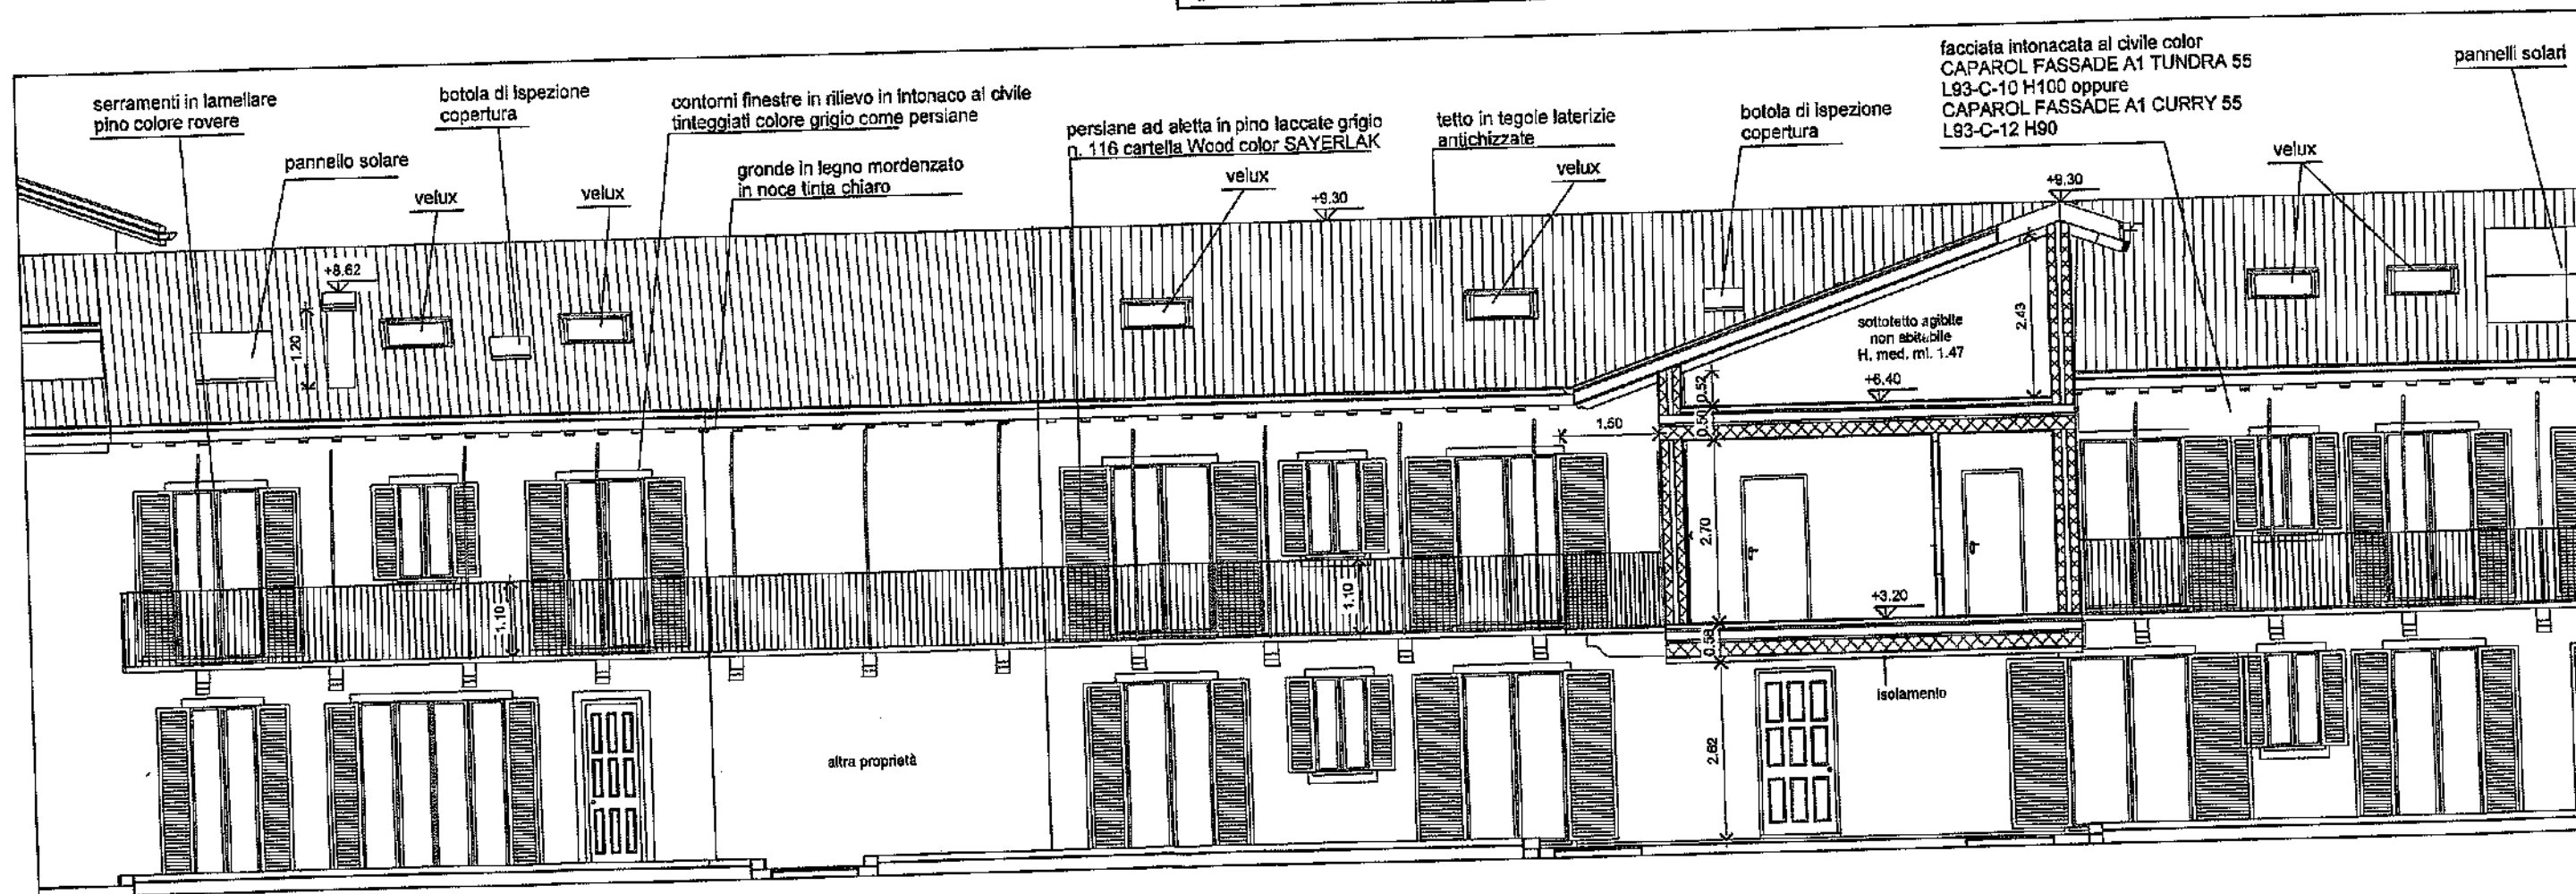 serramenti in lamellare
pino colore rovere
pannello solare
botola di ispezione
copertura
velux
velux
contorni finestre in rilievo in intonaco al civile
tinteggiati colore grigio come persiane
gronde in legno mordenzato
in noce tinta chiaro
persiane ad aletta in pino laccate grigio
n. 116 cartella Wood color SAYERLAK
velux
+9.30
tetto in tegole laterizie
antichizzate
velux
botola di ispezione
copertura
facciata intonacata al civile color
CAPAROL FASSADE A1 TUNDRA 55
L93-C-10 H100 oppure
CAPAROL FASSADE A1 CURRY 55
L93-C-12 H90
+9.30
velux
pannelli solari
+8.62
1.20
sottotetto agibile
non abitabile
H. med. ml. 1.47
2.43
+6.40
0.52
0.50
1.50
2.70
1.10
1.10
+3.20
0.58
isolamento
altra proprietà
2.62